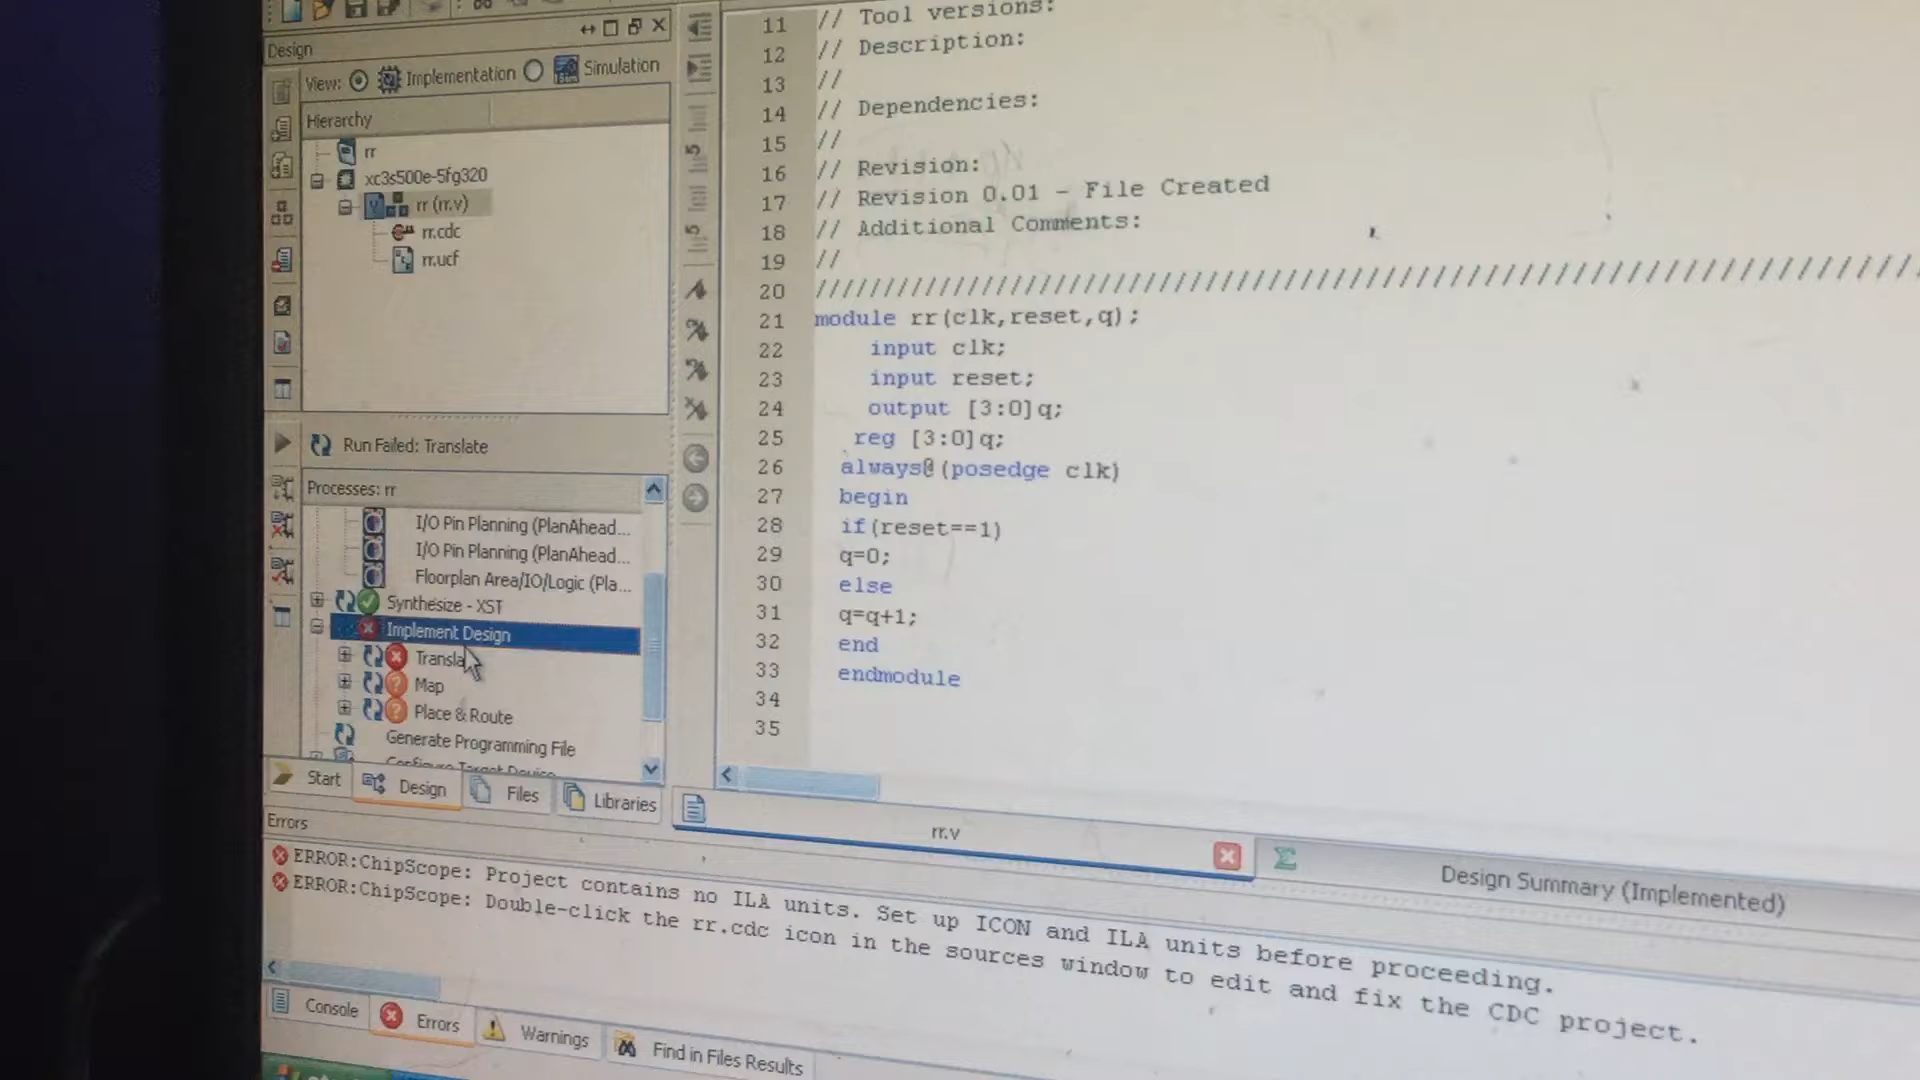 Design
View: Implementation Simulation
Hierarchy
rr
xc3s500e-5fg320
rr (rr.v)
rr.cdc
rr.ucf
Run Failed: Translate
Processes: rr
I/O Pin Planning (PlanAhead...
I/O Pin Planning (PlanAhead...
Floorplan Area/IO/Logic (Pla...
Synthesize - XST
Implement Design
Transla
Map
Place & Route
Generate Programming File
Configure Target Device
Start Design Files Libraries
11 // Tool versions:
12 // Description:
13 //
14 // Dependencies:
15 //
16 // Revision:
17 // Revision 0.01 - File Created
18 // Additional Comments:
19 //
20 ////////////////////////////////////////////////////////////////////////////////
21 module rr(clk,reset,q);
22 input clk;
23 input reset;
24 output [3:0]q;
25 reg [3:0]q;
26 always@(posedge clk)
27 begin
28 if(reset==1)
29 q=0;
30 else
31 q=q+1;
32 end
33 endmodule
34
35
rr.v
Design Summary (Implemented)
Errors
ERROR:ChipScope: Project contains no ILA units. Set up ICON and ILA units before proceeding.
ERROR:ChipScope: Double-click the rr.cdc icon in the sources window to edit and fix the CDC project.
Console Errors Warnings Find in Files Results